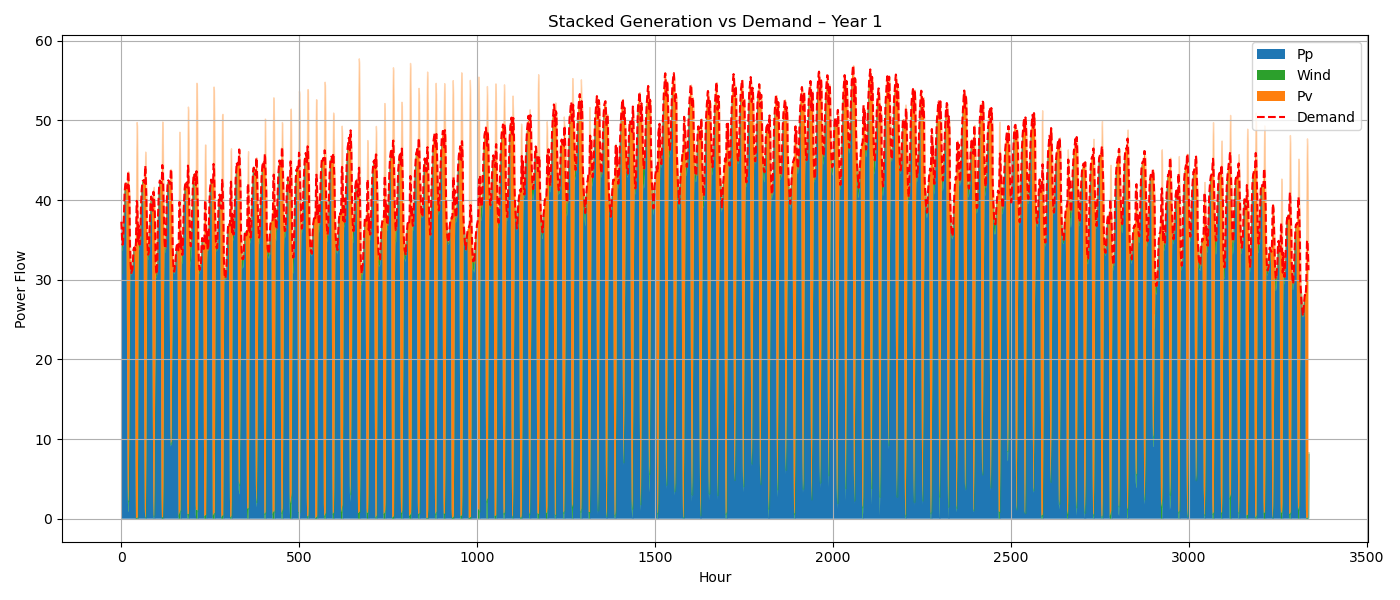 Stacked Generation vs Demand – Year 1
Pp
Wind
Pv
Demand
Power Flow
60
50
40
30
20
10
0
0 500 1000 1500 2000 2500 3000 3500
Hour